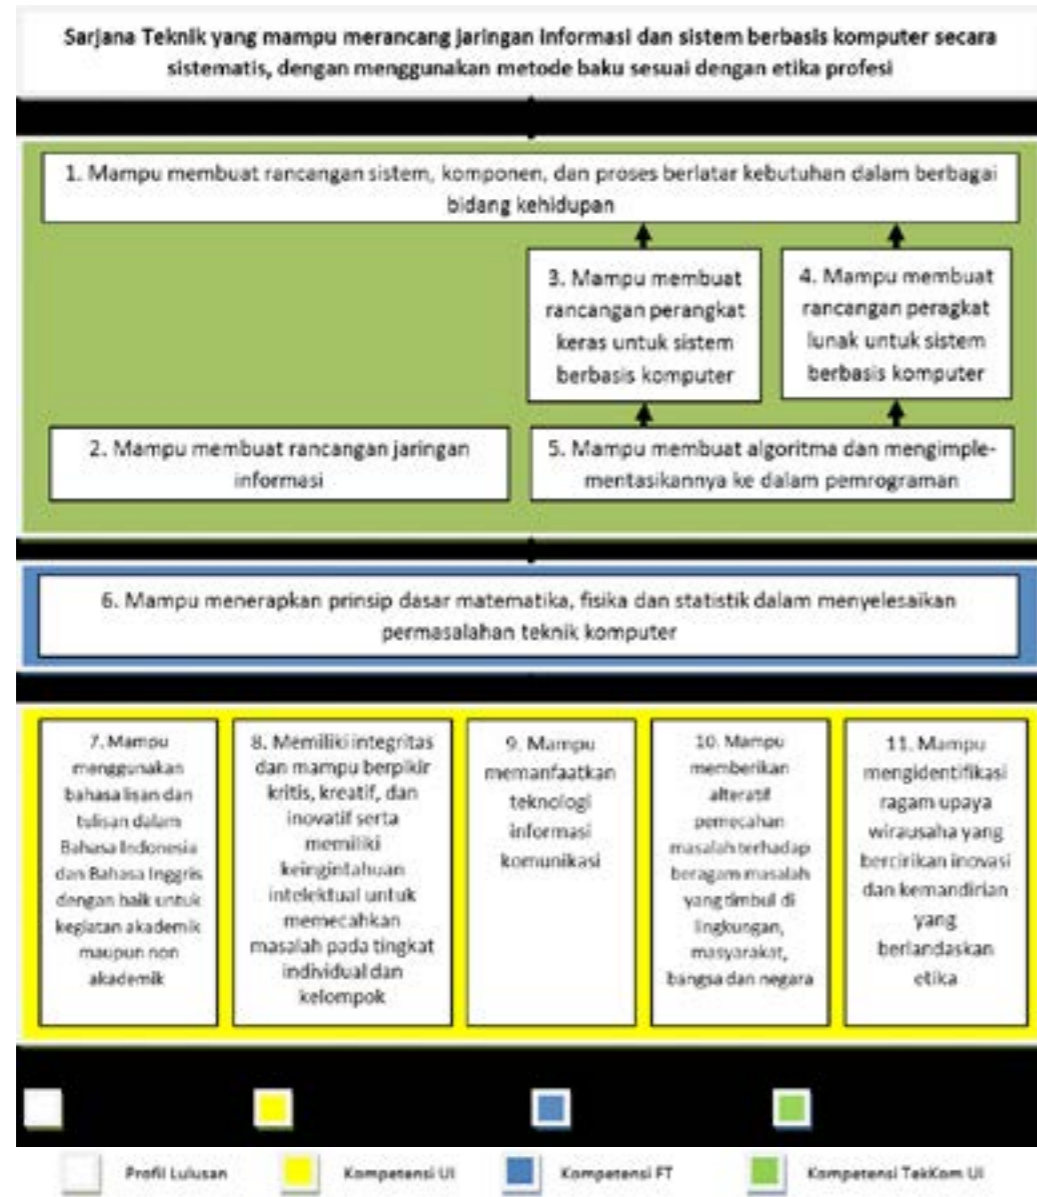 Sarjana Teknik yang mampu merancang jaringan informasi dan sistem berbasis komputer secara
sistematis, dengan menggunakan metode baku sesuai dengan etika profesi
1. Mampu membuat rancangan sistem, komponen, dan proses berlatar kebutuhan dalam berbagai
bidang kehidupan
3. Mampu membuat
rancangan perangkat
keras untuk sistem
berbasis komputer
4. Mampu membuat
rancangan peragkat
lunak untuk sistem
berbasis komputer
2. Mampu membuat rancangan jaringan
informasi
5. Mampu membuat algoritma dan mengimple-
mentasikannya ke dalam pemrograman
6. Mampu menerapkan prinsip dasar matematika, fisika dan statistik dalam menyelesaikan
permasalahan teknik komputer
7. Mampu
menggunakan
bahasa lisan dan
tulisan dalam
Bahasa Indonesia
dan Bahasa Inggris
dengan baik untuk
kegiatan akademik
maupun non
akademik
8. Memiliki integritas
dan mampu berpikir
kritis, kreatif, dan
inovatif serta
memiliki
keingintahuan
intelektual untuk
memecahkan
masalah pada tingkat
individual dan
kelompok
9. Mampu
memanfaatkan
teknologi
informasi
komunikasi
10. Mampu
memberikan
alteratif
pemecahan
masalah terhadap
beragam masalah
yang timbul di
lingkungan,
masyarakat,
bangsa dan negara
11. Mampu
mengidentifikasi
ragam upaya
wirausaha yang
bercirikan inovasi
dan kemandirian
yang
berlandaskan
etika
Profil Lulusan
Kompetensi UI
Kompetensi FT
Kompetensi TekKom UI